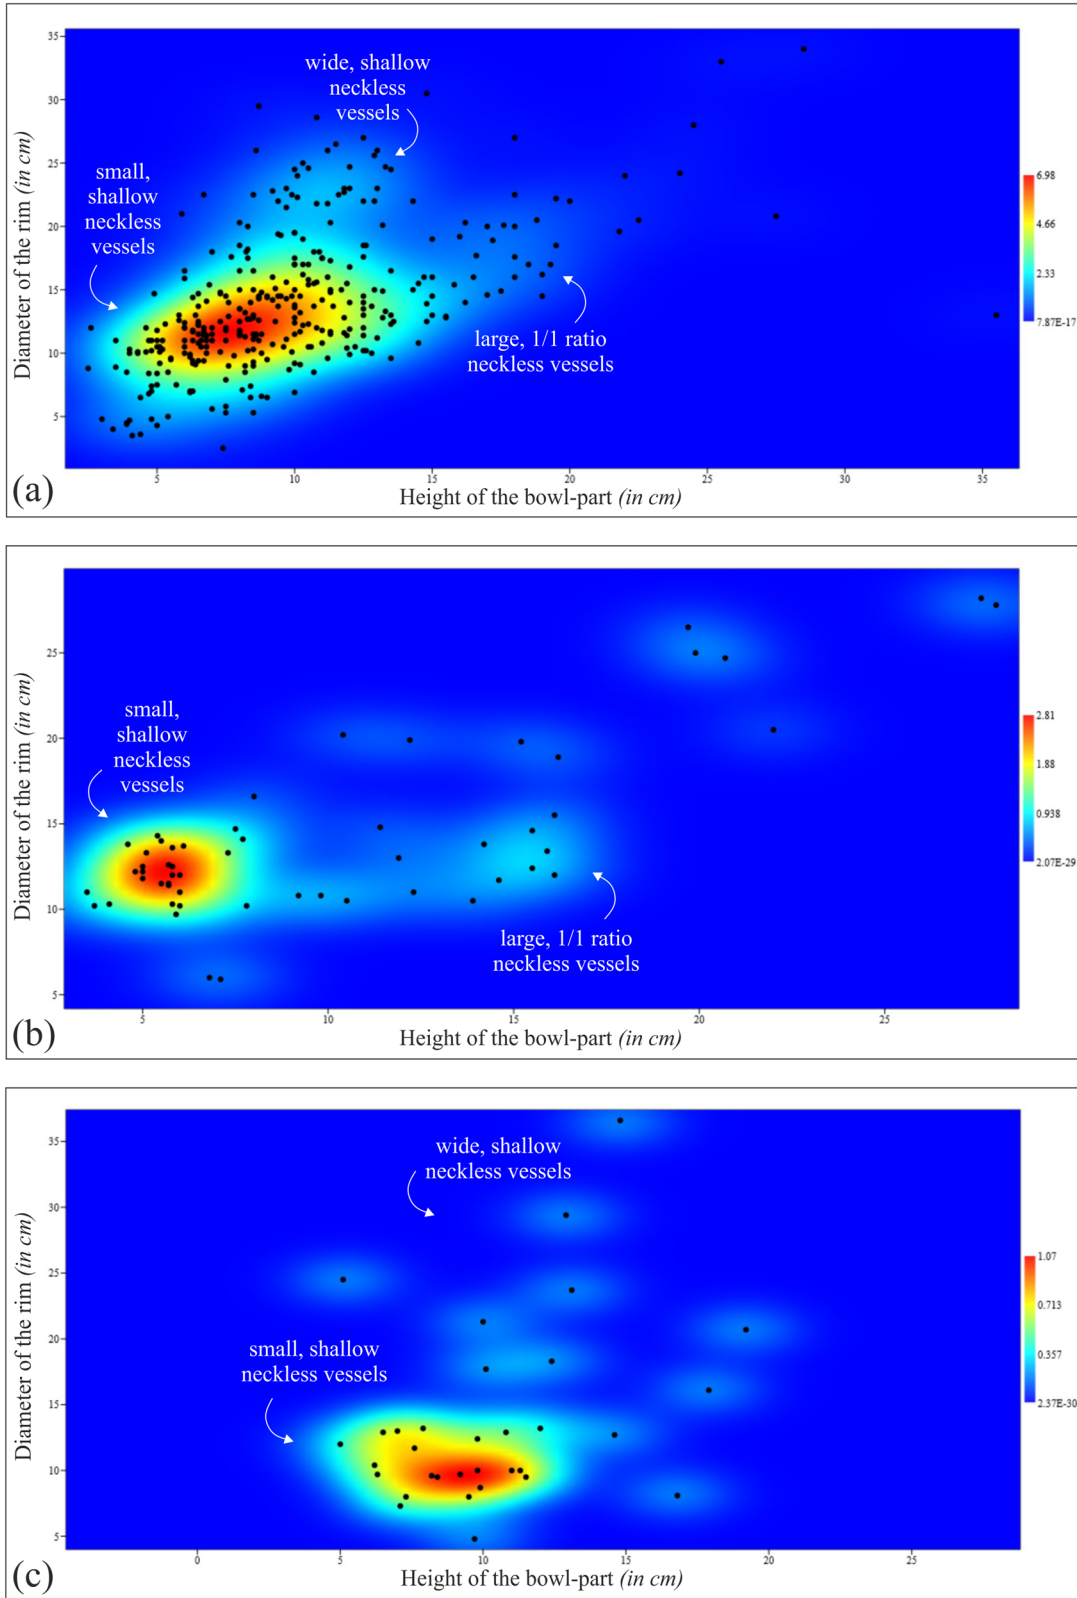 35
30
25
20
15
10
5
Diameter of the rim (in cm)
wide, shallow
neckless
vessels
small,
shallow
neckless
vessels
large, 1/1 ratio
neckless vessels
6.98
4.66
2.33
7.87E-17
5 10 15 20 25 30 35
Height of the bowl-part (in cm)
(a)
25
20
15
10
5
Diameter of the rim (in cm)
small,
shallow
neckless
vessels
large, 1/1 ratio
neckless vessels
2.81
1.88
0.938
2.07E-29
5 10 15 20 25
Height of the bowl-part (in cm)
(b)
35
30
25
20
15
10
5
Diameter of the rim (in cm)
wide, shallow
neckless vessels
small, shallow
neckless vessels
1.07
0.713
0.357
2.37E-30
0 5 10 15 20 25
Height of the bowl-part (in cm)
(c)